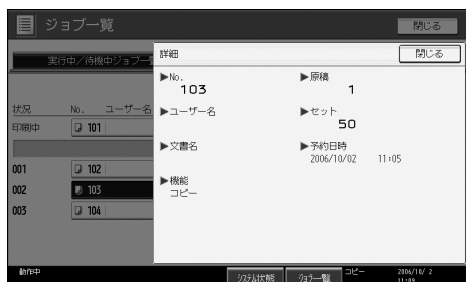 ジョブ一覧
閉じる
実行中/待機中ジョブ一
詳細
閉じる
▶No.
103
▶原稿
1
▶ユーザー名
▶セット
50
▶文書名
▶予約日時
2006/10/02 11:05
▶機能
コピー
状況 No. ユーザー名
印刷中 101
001 102
002 103
003 104
動作中
システム状態
ジョブ一覧
コピー
2006/10/ 2
11:09